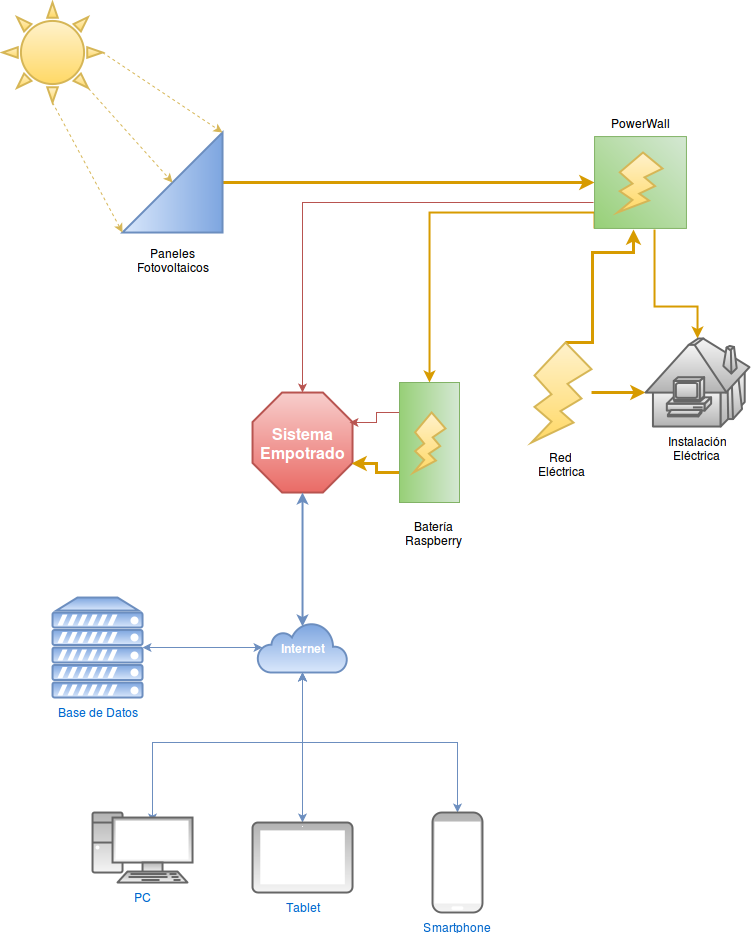 PowerWall
Paneles
Fotovoltaicos
Sistema
Empotrado
Instalación
Eléctrica
Red
Eléctrica
Batería
Raspberry
Internet
Base de Datos
PC
Tablet
Smartphone